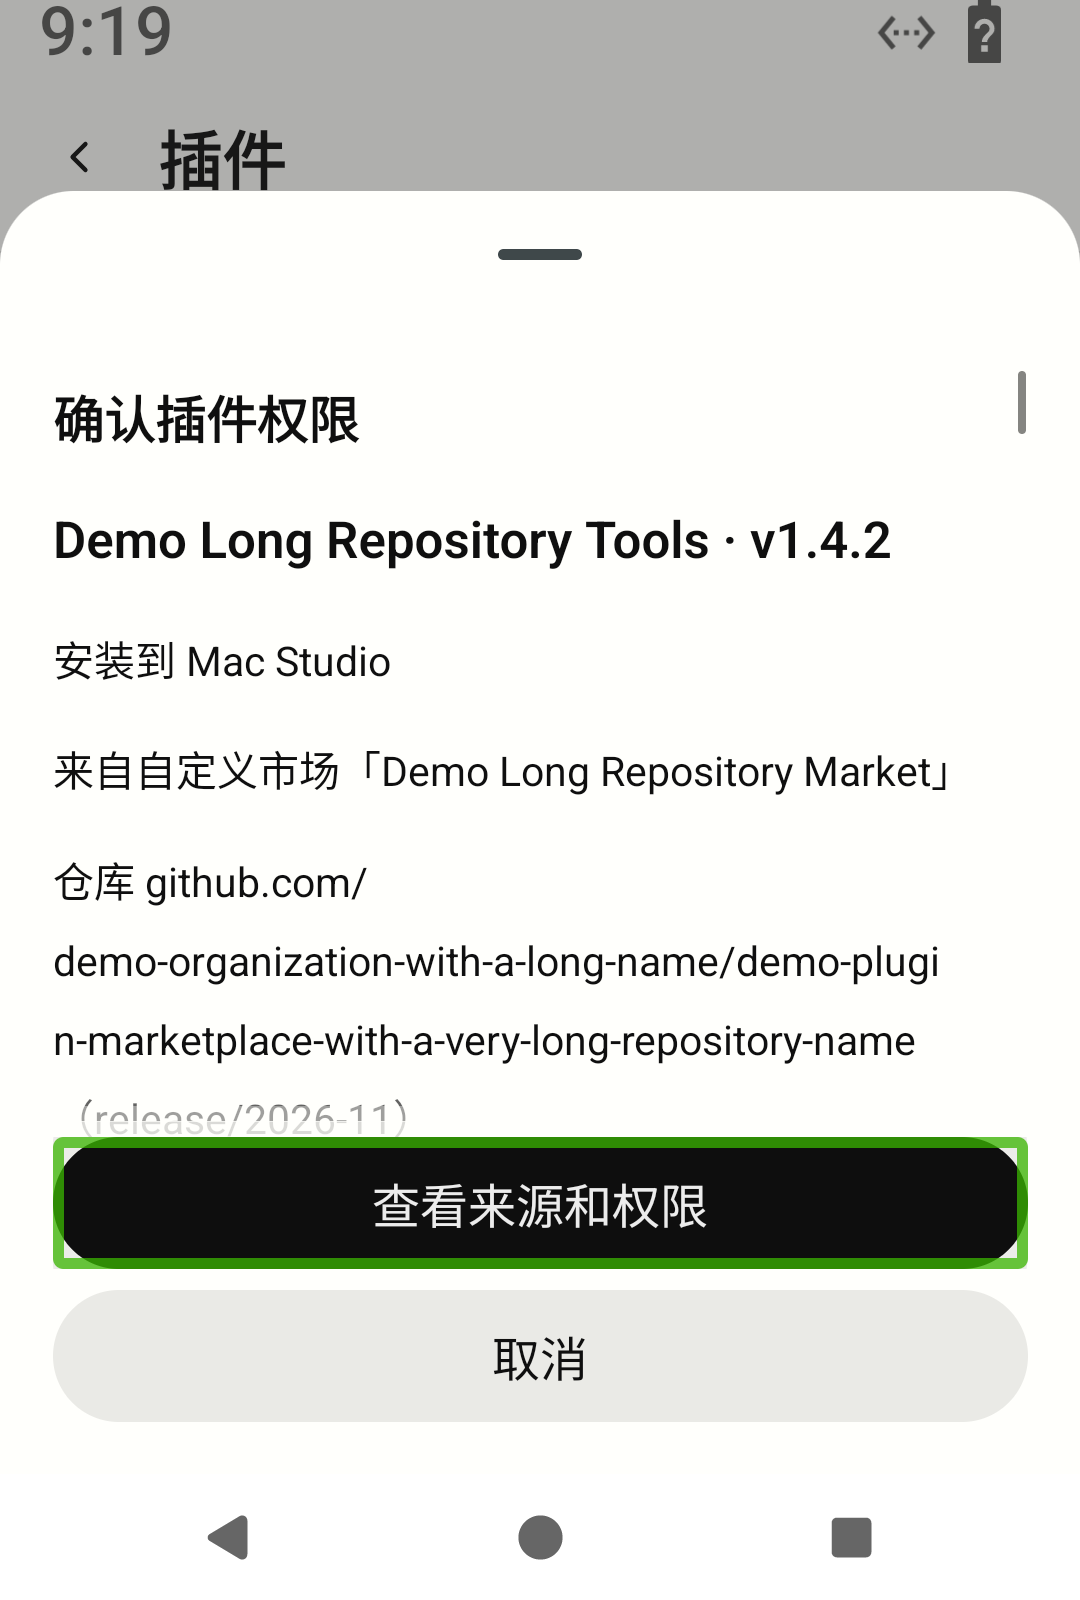 9:19
插件
确认插件权限
Demo Long Repository Tools · v1.4.2
安装到 Mac Studio
来自自定义市场「Demo Long Repository Market」
仓库 github.com/
demo-organization-with-a-long-name/demo-plugi
n-marketplace-with-a-very-long-repository-name
（release/2026-11）
查看来源和权限
取消